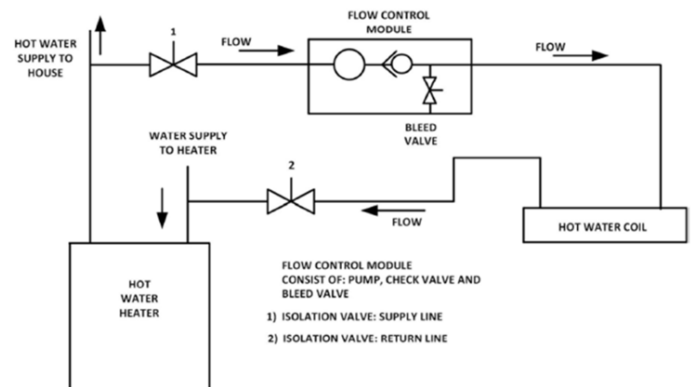 FLOW CONTROL
MODULE
1
HOT WATER
SUPPLY TO
HOUSE
FLOW
FLOW
BLEED
VALVE
WATER SUPPLY
TO HEATER
2
FLOW
HOT WATER COIL
HOT
WATER
HEATER
FLOW CONTROL MODULE
CONSIST OF: PUMP, CHECK VALVE AND
BLEED VALVE
1) ISOLATION VALVE: SUPPLY LINE
2) ISOLATION VALVE: RETURN LINE